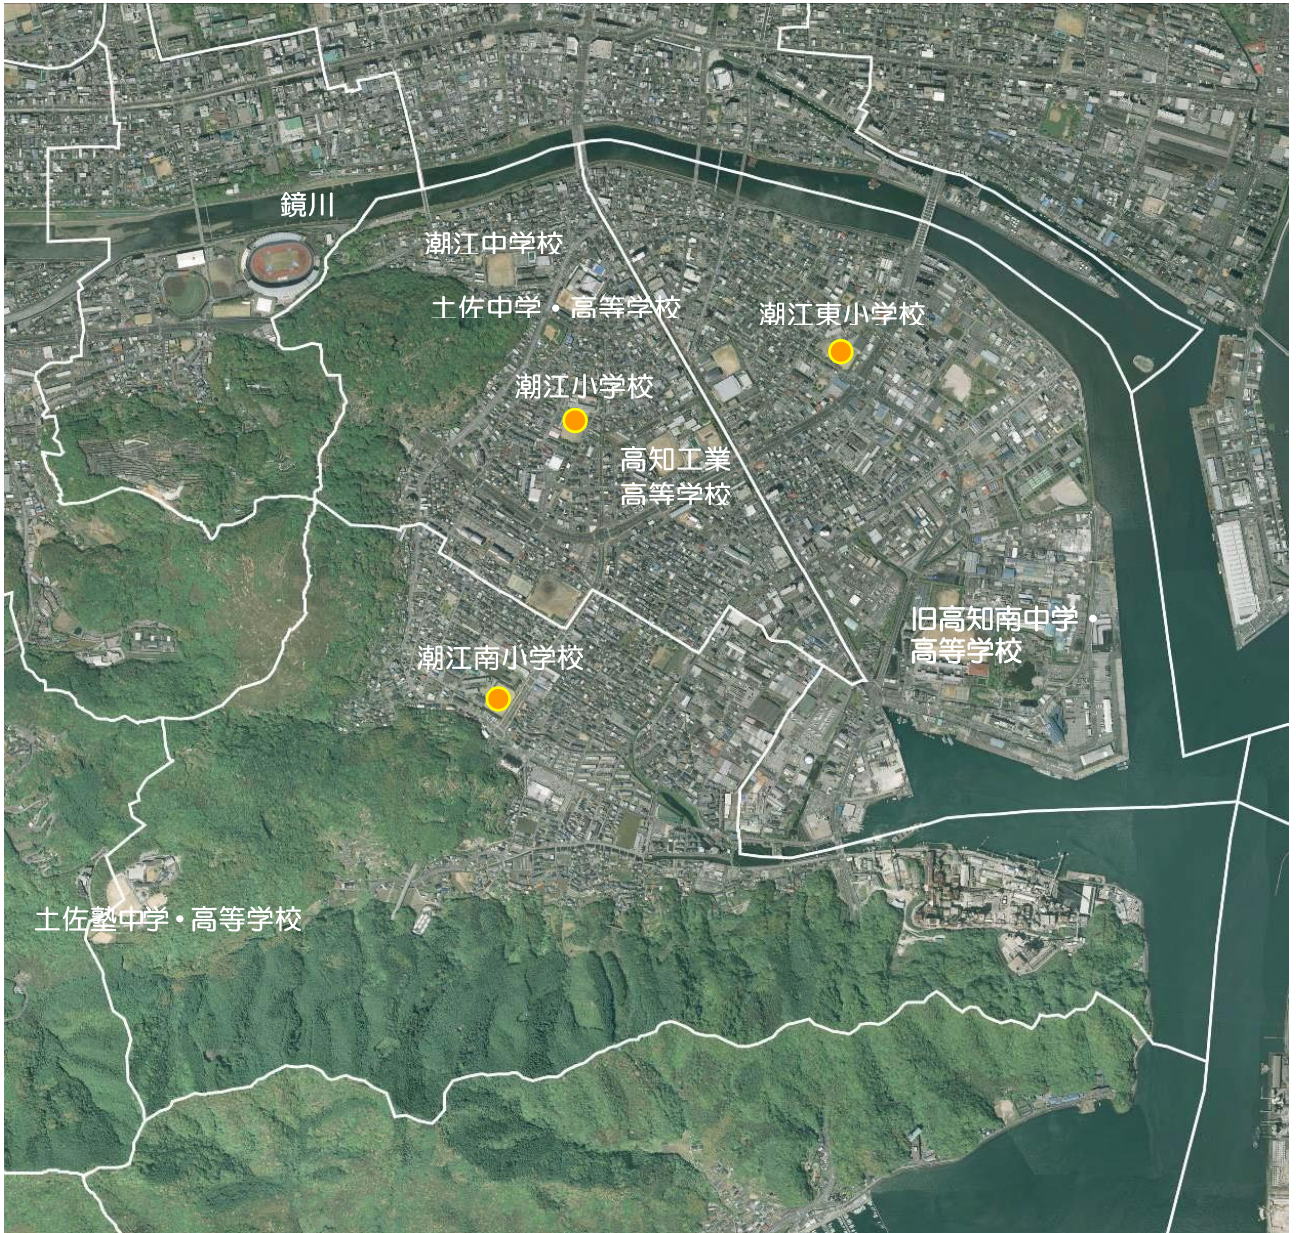 鏡川
潮江中学校
土佐中学・高等学校
潮江東小学校
潮江小学校
高知工業
高等学校
旧高知南中学・
高等学校
潮江南小学校
土佐塾中学・高等学校